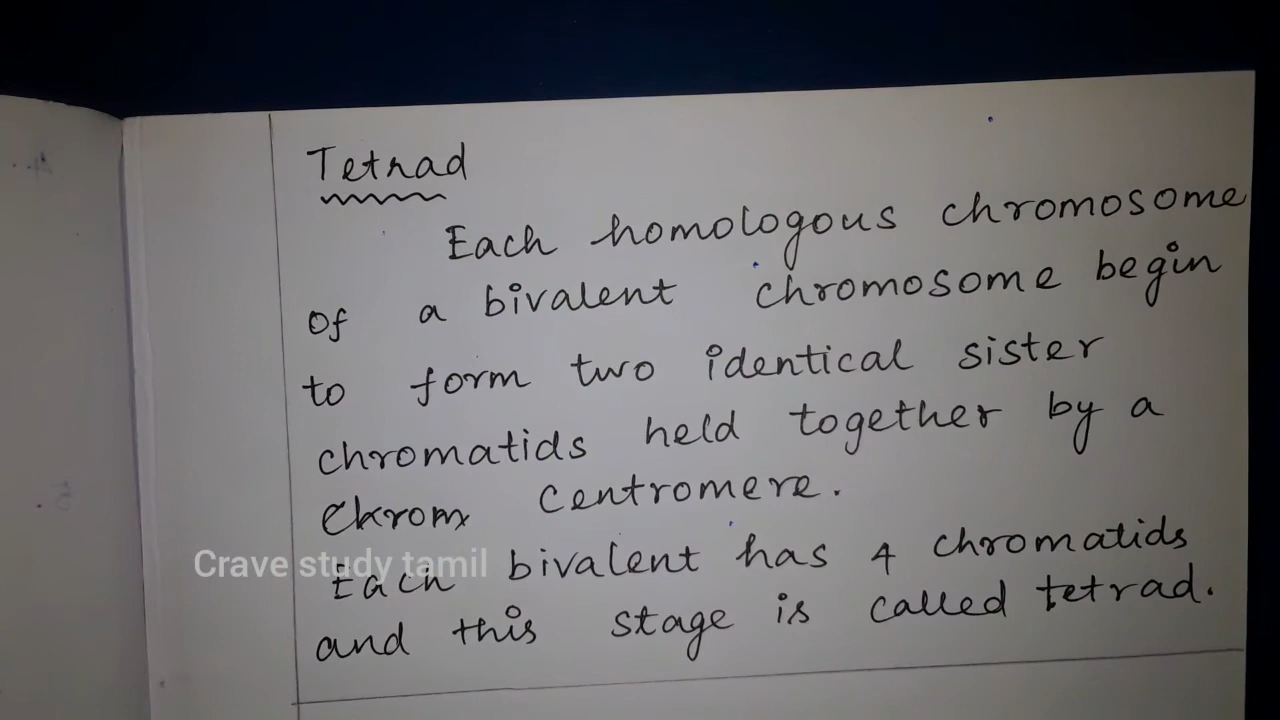 Tetrad
Each homologous chromosome
of a bivalent chromosome begin
to form two identical sister
chromatids held together by a
centromere.
Crave study tamil
Each bivalent has 4 chromatids
and this stage is called tetrad.